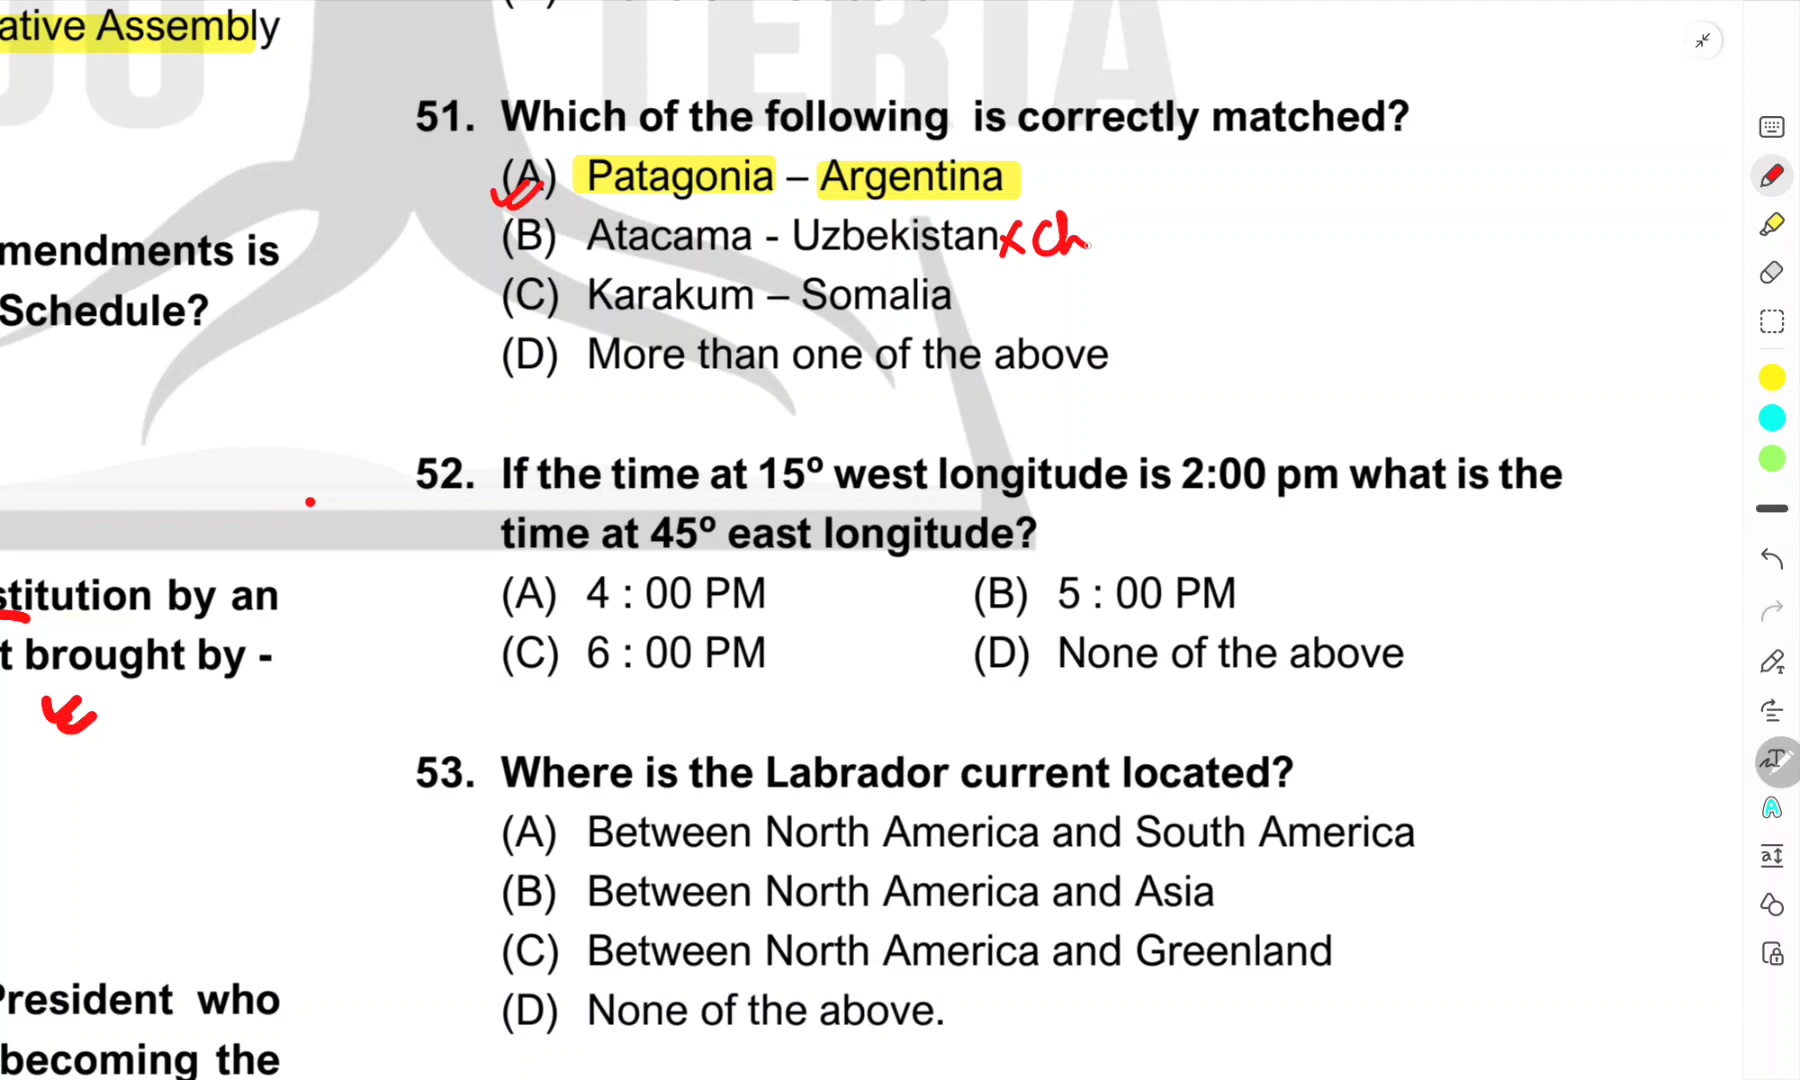 ative Assembly
mendments is
Schedule?
stitution by an
t brought by -
President who
becoming the
TERIA
51. Which of the following is correctly matched?
(A) Patagonia – Argentina
(B) Atacama - Uzbekistan x Ch
(C) Karakum – Somalia
(D) More than one of the above
52. If the time at 15º west longitude is 2:00 pm what is the
time at 45º east longitude?
(A) 4 : 00 PM (B) 5 : 00 PM
(C) 6 : 00 PM (D) None of the above
53. Where is the Labrador current located?
(A) Between North America and South America
(B) Between North America and Asia
(C) Between North America and Greenland
(D) None of the above.